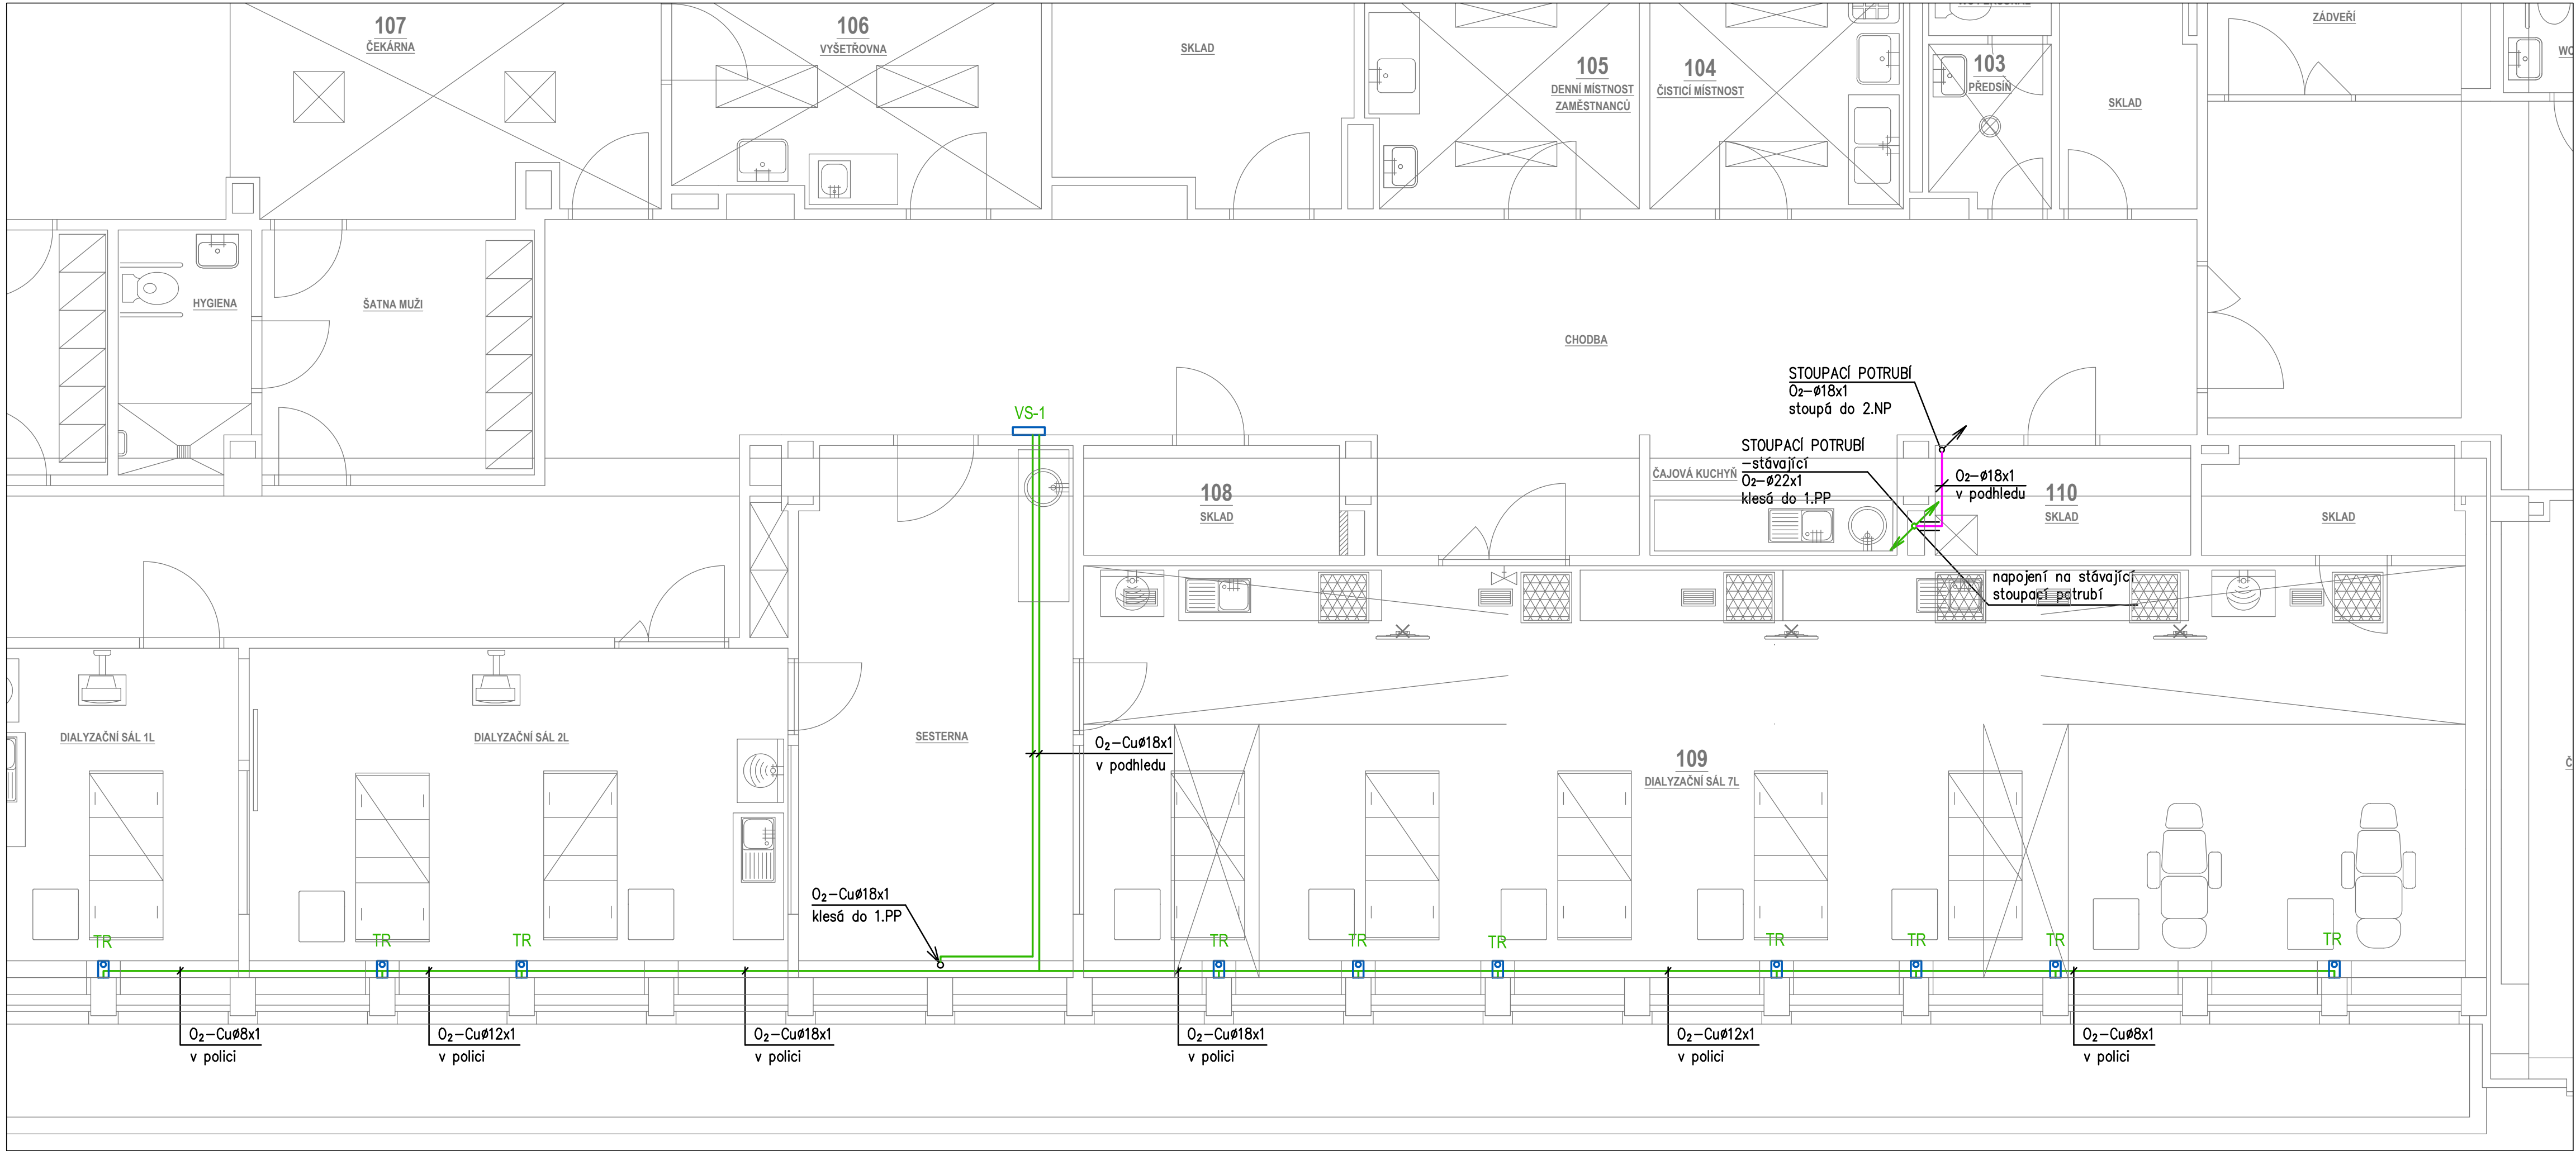 107
ČEKÁRNA
106
VYŠETŘOVNA
SKLAD
105
DENNÍ MÍSTNOST
ZAMĚSTNANCŮ
104
ČISTICÍ MÍSTNOST
103
PŘEDSÍŇ
SKLAD
ZÁDVEŘÍ
WC
HYGIENA
ŠATNA MUŽI
CHODBA
VS-1
STOUPACÍ POTRUBÍ
O₂-ø18x1
stoupá do 2.NP
STOUPACÍ POTRUBÍ
-stávající
O₂-ø22x1
klesá do 1.PP
ČAJOVÁ KUCHYŇ
O₂-ø18x1
v podhledu
108
SKLAD
110
SKLAD
SKLAD
napojení na stávající
stoupací potrubí
DIALYZAČNÍ SÁL 1L
DIALYZAČNÍ SÁL 2L
SESTERNA
O₂-Cuø18x1
v podhledu
109
DIALYZAČNÍ SÁL 7L
Č
O₂-Cuø18x1
klesá do 1.PP
TR
TR
TR
TR
TR
TR
TR
TR
TR
TR
O₂-Cuø8x1
v polici
O₂-Cuø12x1
v polici
O₂-Cuø18x1
v polici
O₂-Cuø18x1
v polici
O₂-Cuø12x1
v polici
O₂-Cuø8x1
v polici